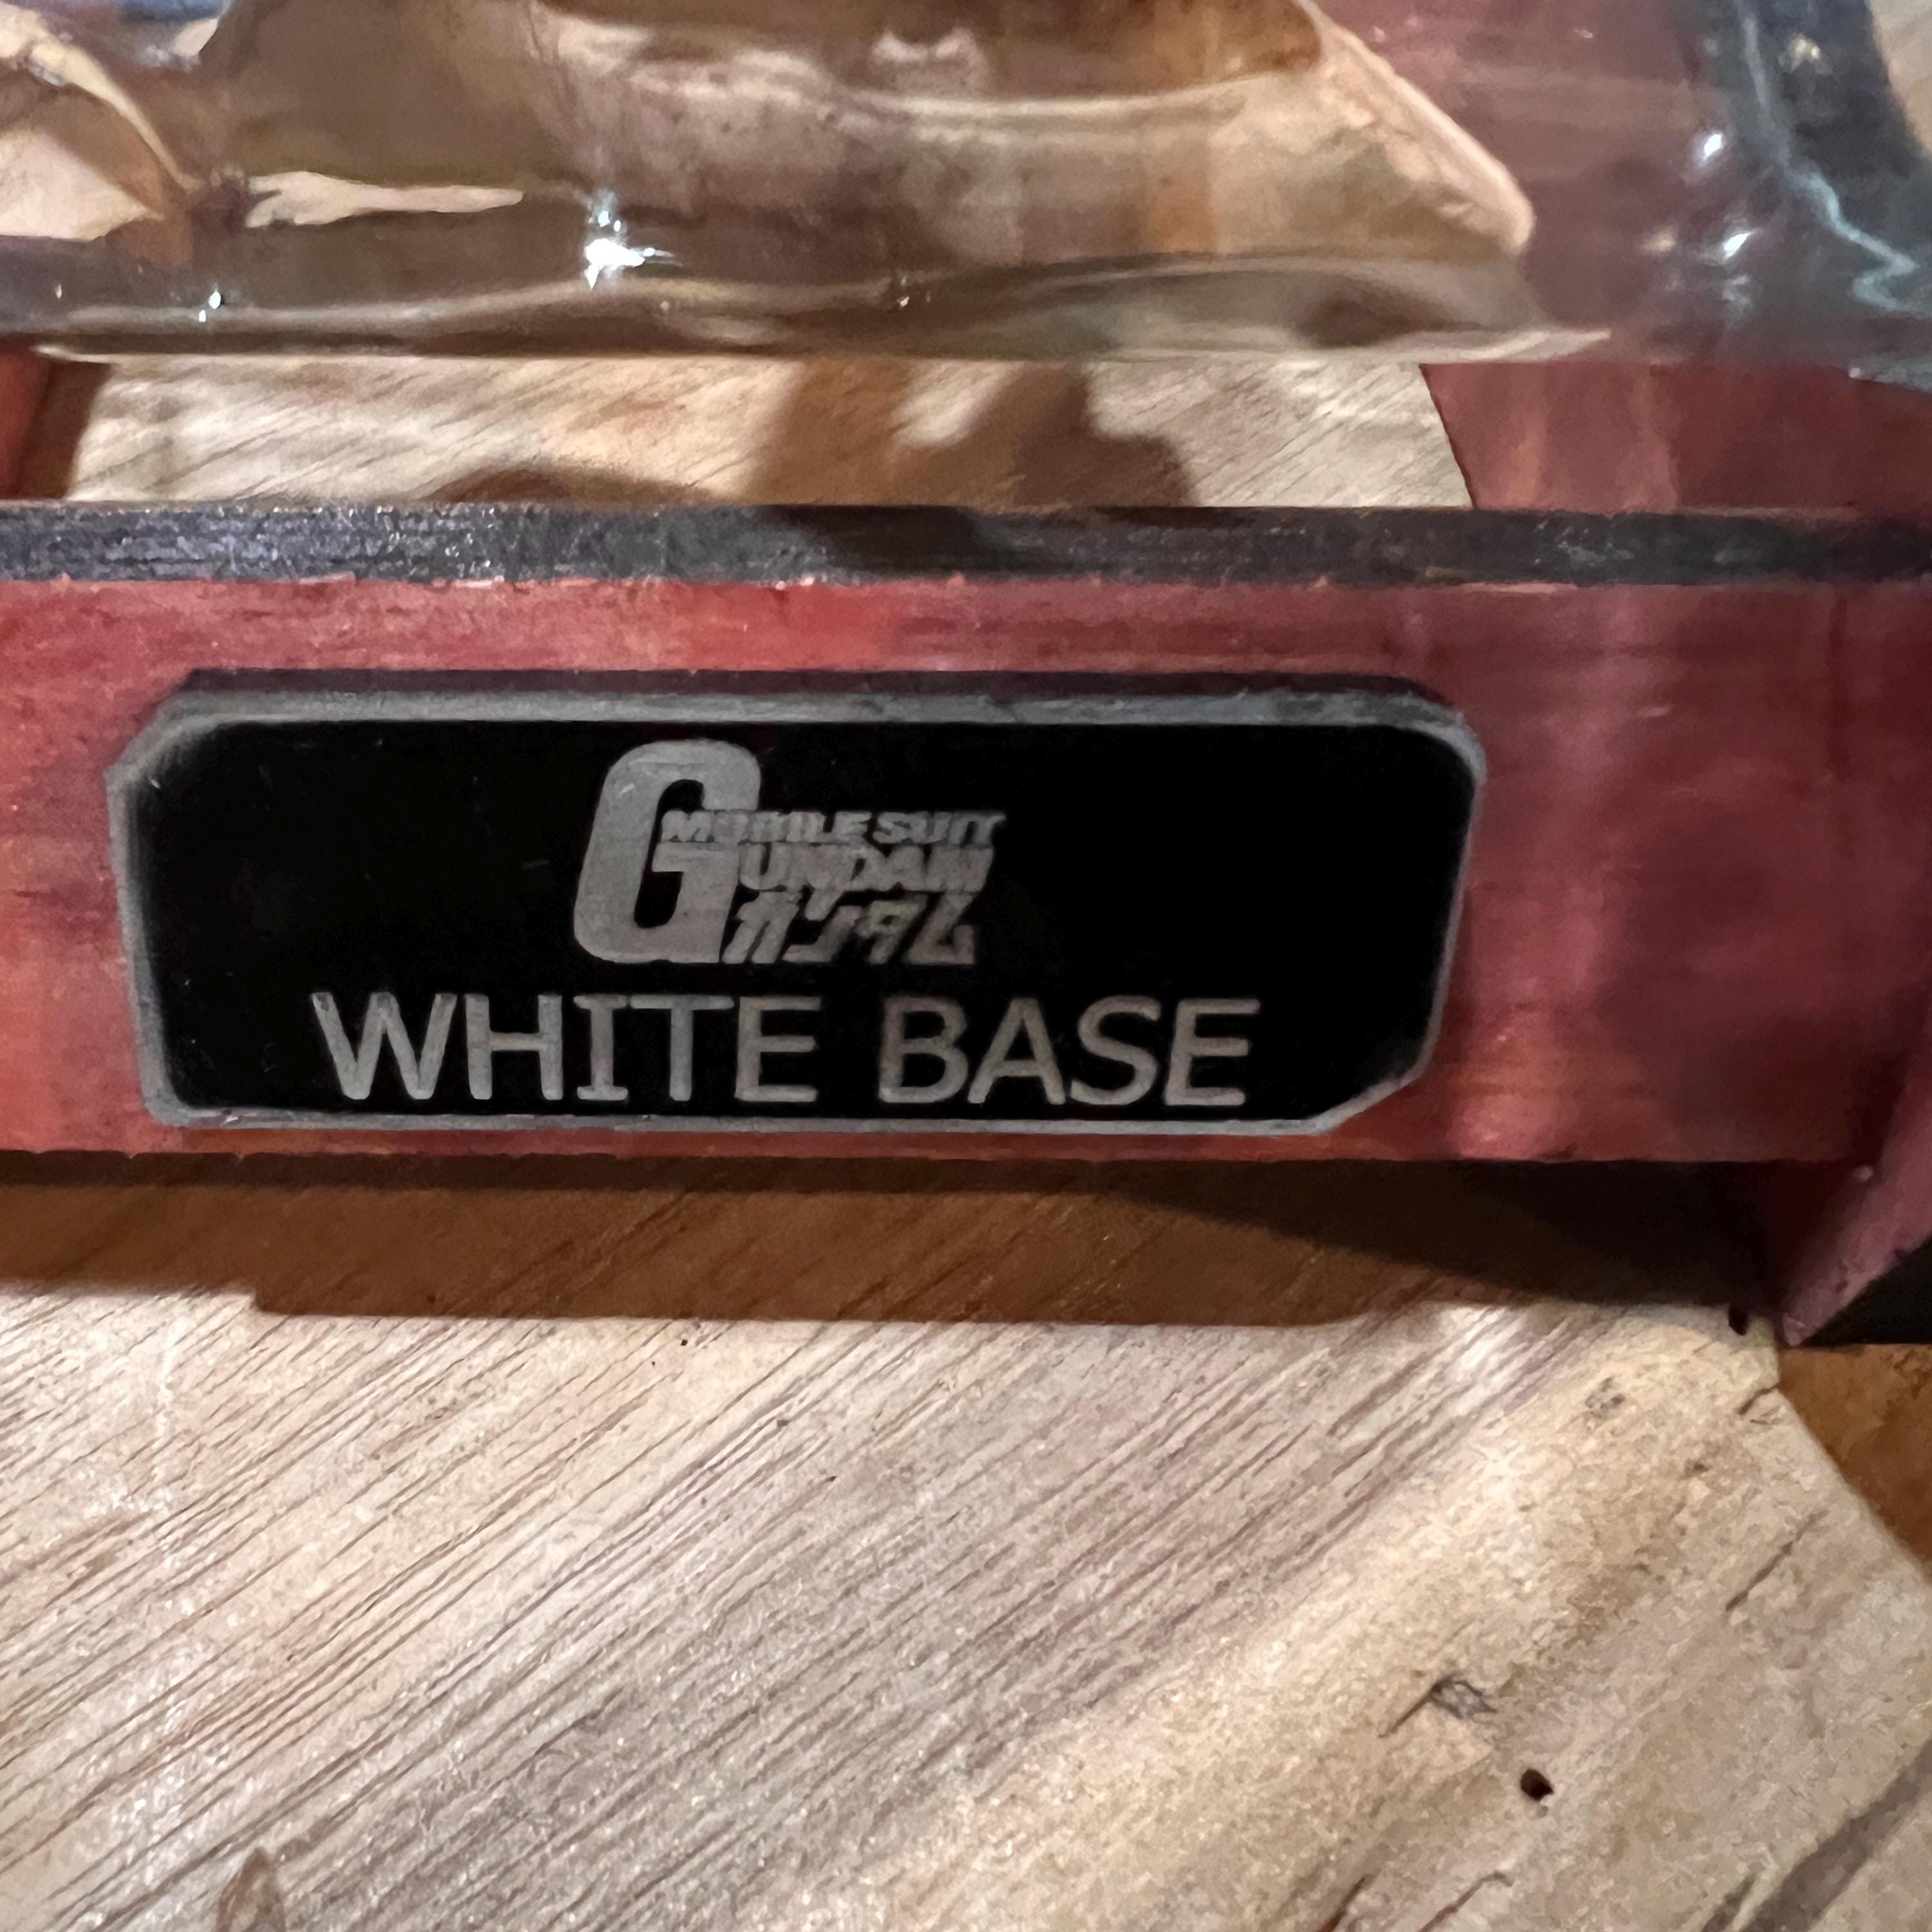 G
MOBILE SUIT
GUNDAM
ガンダム
WHITE BASE